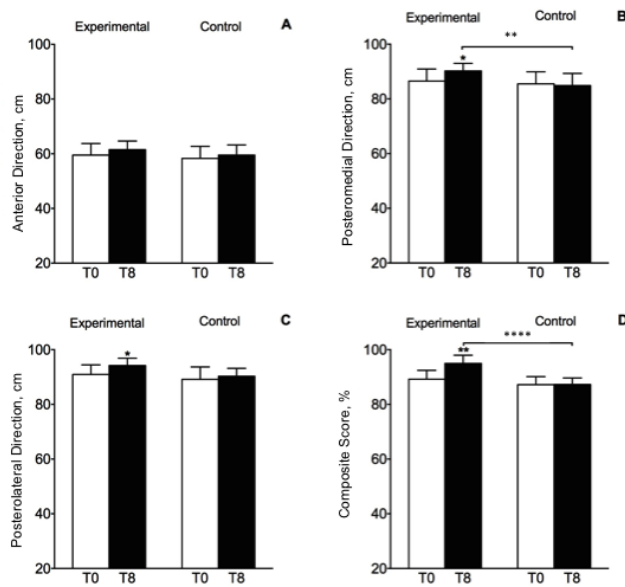 Experimental Control A
Anterior Direction, cm
100
80
60
40
20
T0 T8 T0 T8
Experimental Control B
**
*
Posteromedial Direction, cm
100
80
60
40
20
T0 T8 T0 T8
Experimental Control C
*
Posterolateral Direction, cm
100
80
60
40
20
T0 T8 T0 T8
Experimental Control D
****
**
Composite Score, %
100
80
60
40
20
T0 T8 T0 T8